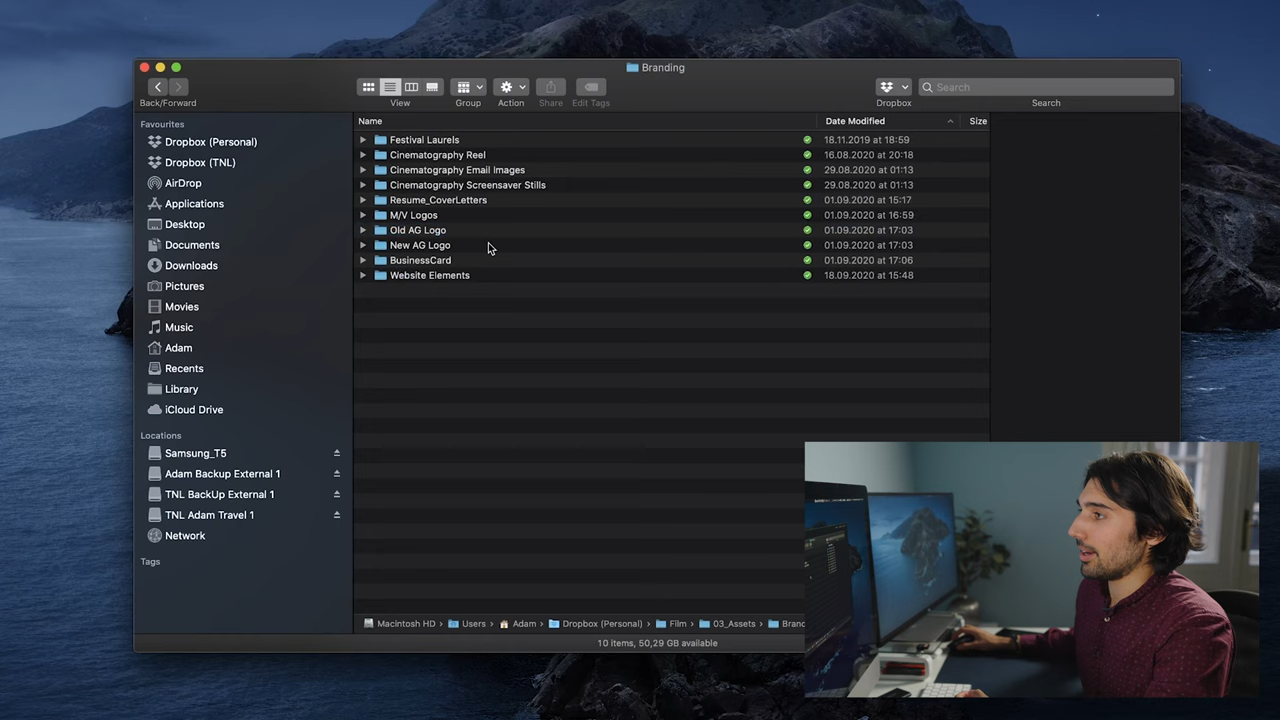 Branding
Back/Forward
View
Group
Action
Share
Edit Tags
Dropbox
Search
Search
Favourites
Dropbox (Personal)
Dropbox (TNL)
AirDrop
Applications
Desktop
Documents
Downloads
Pictures
Movies
Music
Adam
Recents
Library
iCloud Drive
Locations
Samsung_T5
Adam Backup External 1
TNL BackUp External 1
TNL Adam Travel 1
Network
Tags
Name Date Modified Size
Festival Laurels 18.11.2019 at 18:59
Cinematography Reel 16.08.2020 at 20:18
Cinematography Email Images 29.08.2020 at 01:13
Cinematography Screensaver Stills 29.08.2020 at 01:13
Resume_CoverLetters 01.09.2020 at 15:17
M/V Logos 01.09.2020 at 16:59
Old AG Logo 01.09.2020 at 17:03
New AG Logo 01.09.2020 at 17:03
BusinessCard 01.09.2020 at 17:06
Website Elements 18.09.2020 at 15:48
Macintosh HD Users Adam Dropbox (Personal) Film 03_Assets Brand
10 items, 50,29 GB available